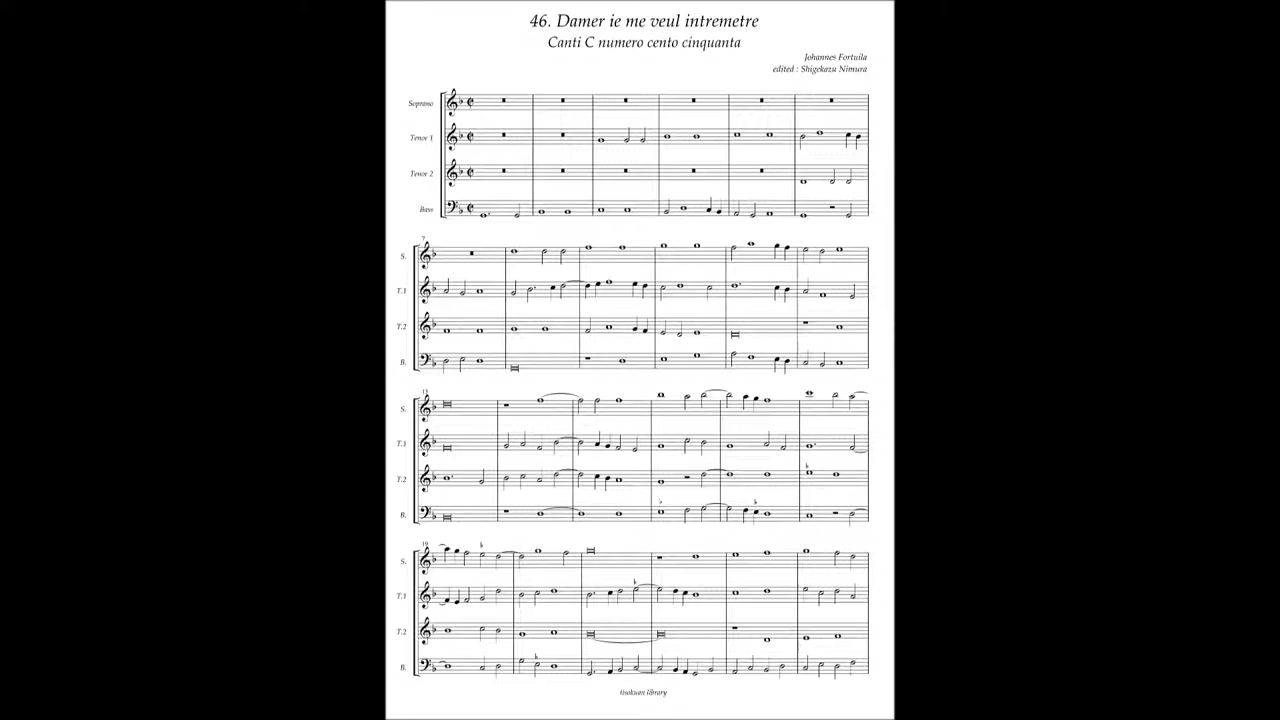 46. Damer ie me veul intremetre
Canti C numero cento cinquanta
Johannes Fortuila
edited : Shigekazu Nimura
Soprano
Tenor 1
Tenor 2
Bass
7
S.
T.1
T.2
B.
13
S.
T.1
T.2
B.
19
S.
T.1
T.2
B.
tisokuan library